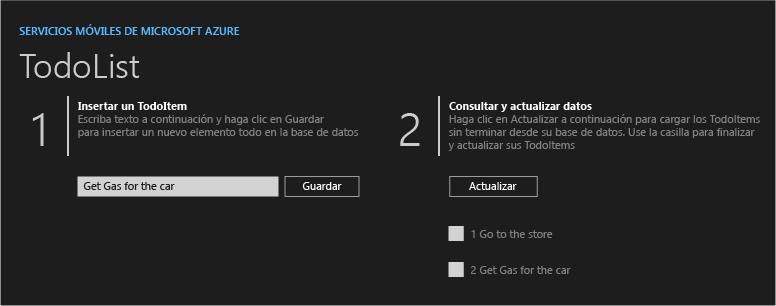 SERVICIOS MÓVILES DE MICROSOFT AZURE
TodoList
1
Insertar un TodoItem
Escriba texto a continuación y haga clic en Guardar
para insertar un nuevo elemento todo en la base de datos
Get Gas for the car
Guardar
2
Consultar y actualizar datos
Haga clic en Actualizar a continuación para cargar los TodoItems
sin terminar desde su base de datos. Use la casilla para finalizar
y actualizar sus TodoItems
Actualizar
1 Go to the store
2 Get Gas for the car